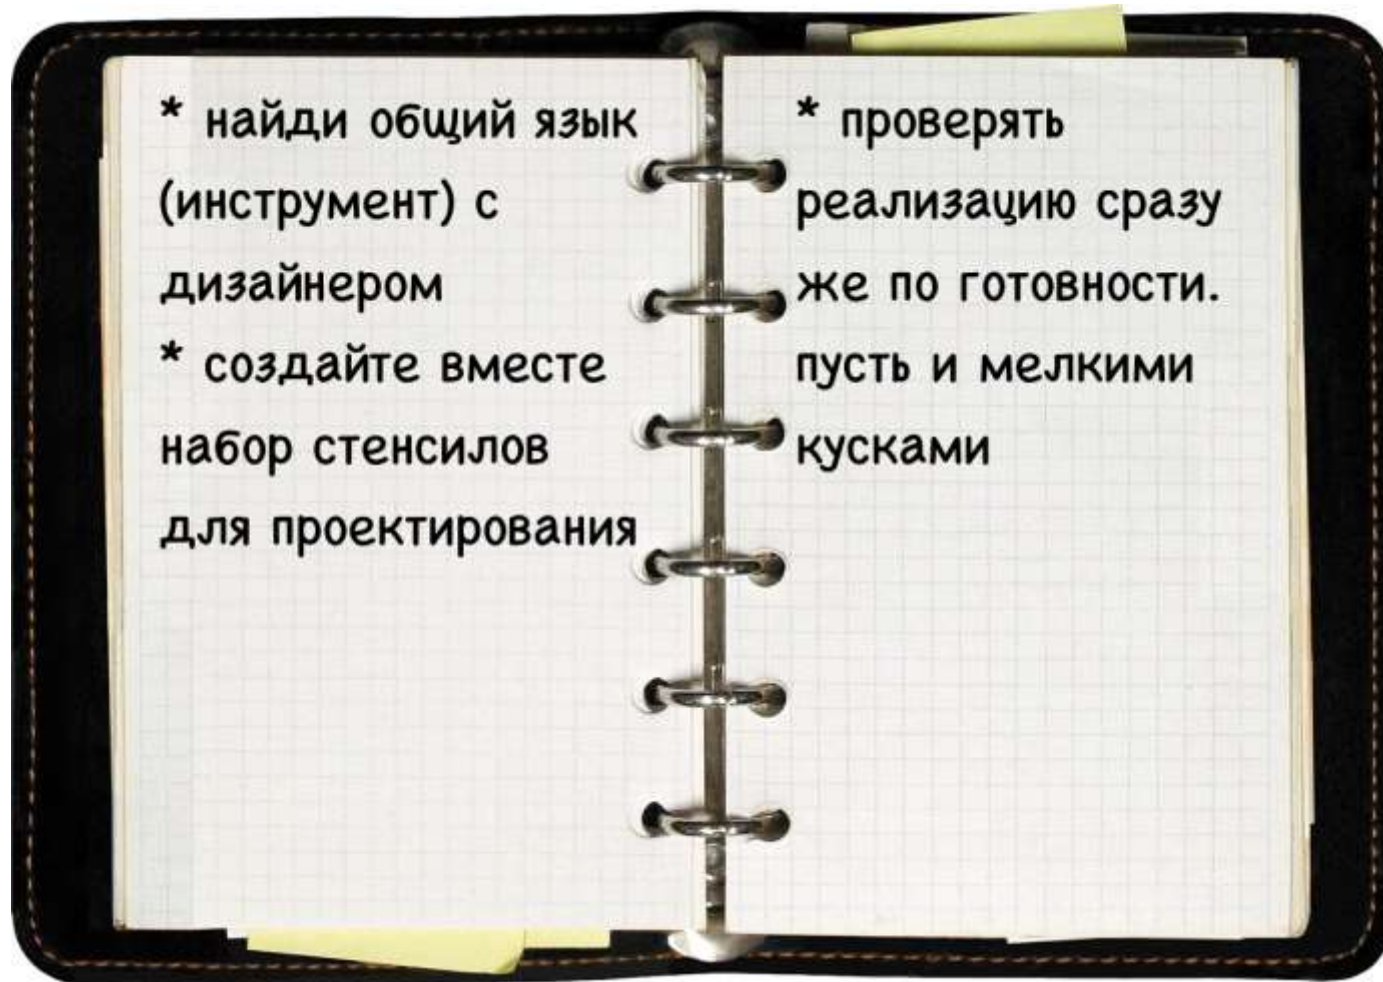 * найди общий язык
(инструмент) с
дизайнером
* создайте вместе
набор стенсилов
для проектирования
* проверять
реализацию сразу
же по готовности.
пусть и мелкими
кусками